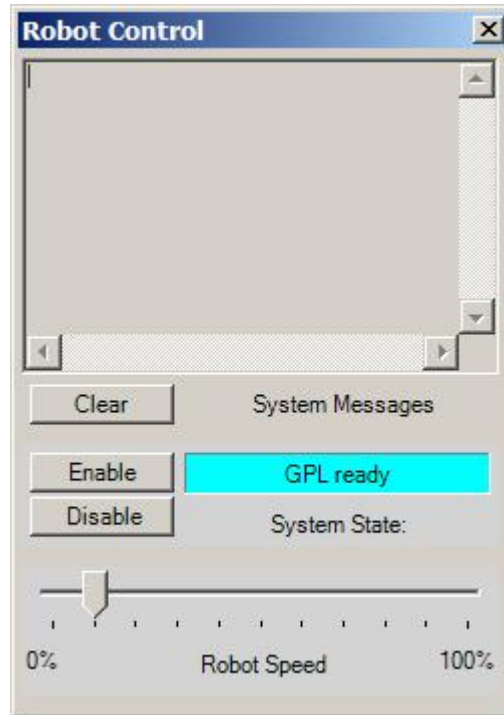 Robot Control
Clear
System Messages
Enable
GPL ready
Disable
System State:
0%
Robot Speed
100%